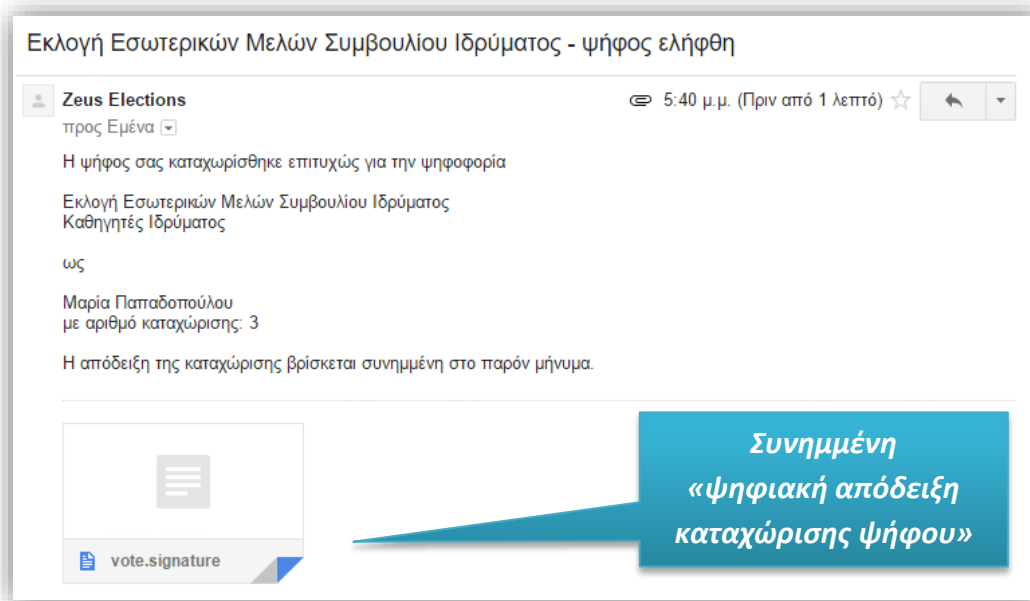 Εκλογή Εσωτερικών Μελών Συμβουλίου Ιδρύματος - ψήφος ελήφθη
Zeus Elections
5:40 μ.μ. (Πριν από 1 λεπτό)
προς Εμένα
Η ψήφος σας καταχωρίσθηκε επιτυχώς για την ψηφοφορία
Εκλογή Εσωτερικών Μελών Συμβουλίου Ιδρύματος
Καθηγητές Ιδρύματος
ως
Μαρία Παπαδοπούλου
με αριθμό καταχώρισης: 3
Η απόδειξη της καταχώρισης βρίσκεται συνημμένη στο παρόν μήνυμα.
vote.signature
Συνημμένη
«ψηφιακή απόδειξη
καταχώρισης ψήφου»